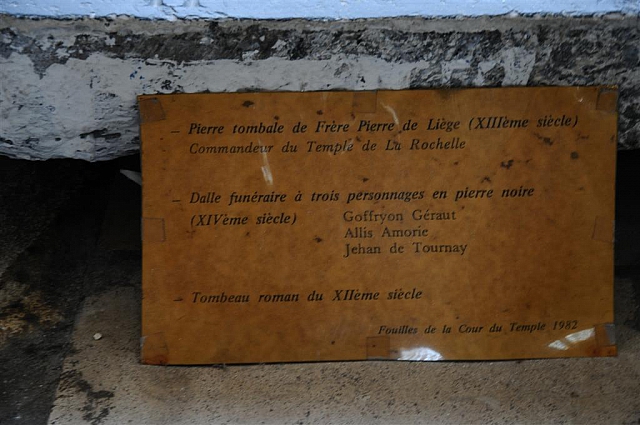 – Pierre tombale de Frère Pierre de Liège (XIIIème siècle)
Commandeur du Temple de La Rochelle
– Dalle funéraire à trois personnages en pierre noire
(XIVème siècle) Goffryon Géraut
Allis Amorie
Jehan de Tournay
– Tombeau roman du XIIème siècle
Fouilles de la Cour du Temple 1982